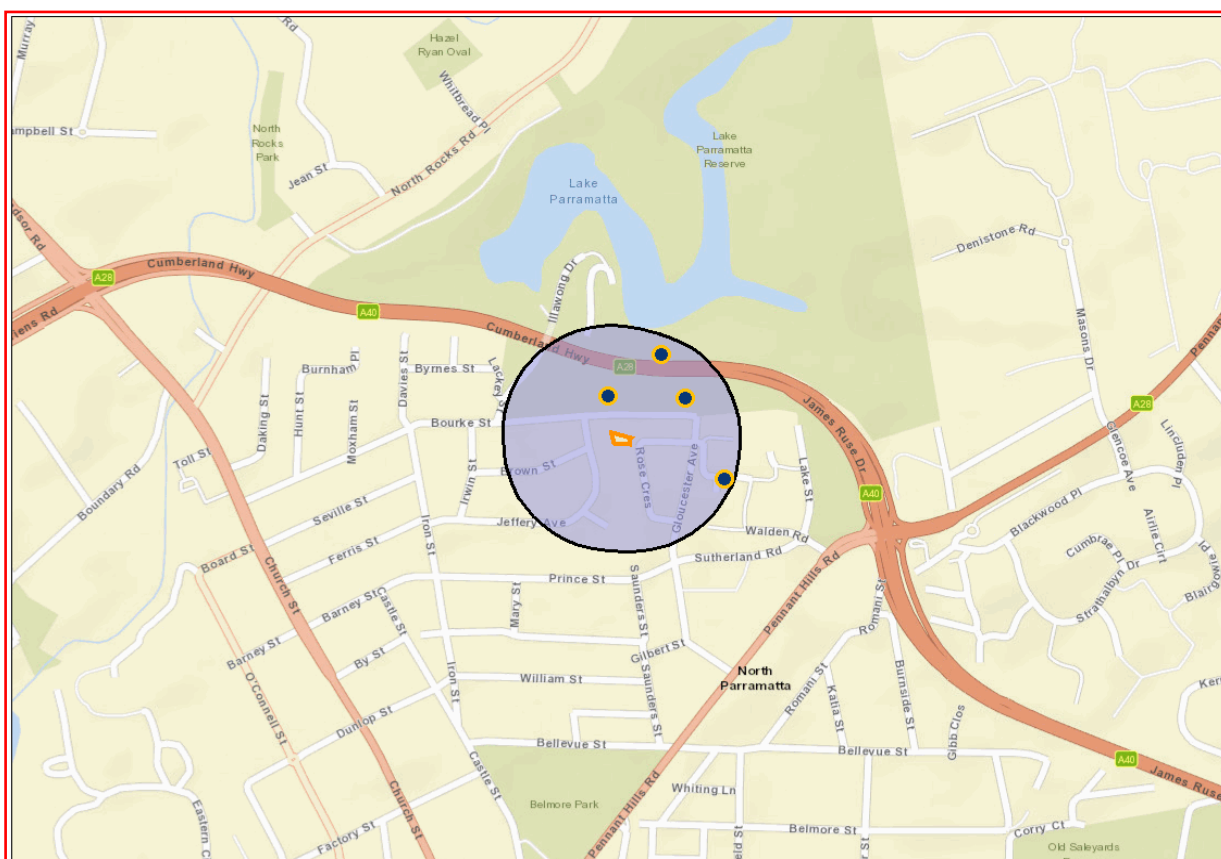 Murray
Rd
Hazel
Ryan Oval
Whitbread Pl
North
Rocks
Park
North Rocks Rd
Jean St
Lake
Parramatta
Reserve
Lake
Parramatta
Denistone Rd
Masons Dr
Cumberland Hwy
A28
A40
Illawong Dr
Cumberland Hwy
A28
James Ruse Dr
A28
Burnham Pl
Byrnes St
Davies St
Lackey St
Daking St
Hunt St
Moxham St
Bourke St
Toll St
Boundary Rd
Brown St
Irwin St
Rose Cres
Gloucester Ave
Lake St
A40
Glencoe Ave
Lincluden Pl
Seville St
Jeffery Ave
Walden Rd
Blackwood Pl
Airlie Cirt
Cumbrae Pl
Strathalbyn Dr
Board St
Ferris St
Iron St
Sutherland Rd
Prince St
Church St
Barney St
Castle St
Mary St
Saunders St
Pennant Hills Rd
Romani St
Barney St
By St
Iron St
Gilbert St
North
Parramatta
O'Connell St
William St
Saunders St
Romani St
Katia St
Burnside St
Gibb Clos
Dunlop St
Bellevue St
Bellevue St
A40
James Ruse
Church St
Castle St
Pennant Hills Rd
Whiting Ln
Belmore Park
Factory St
Belmore St
Corry Ct
Old Saleyards